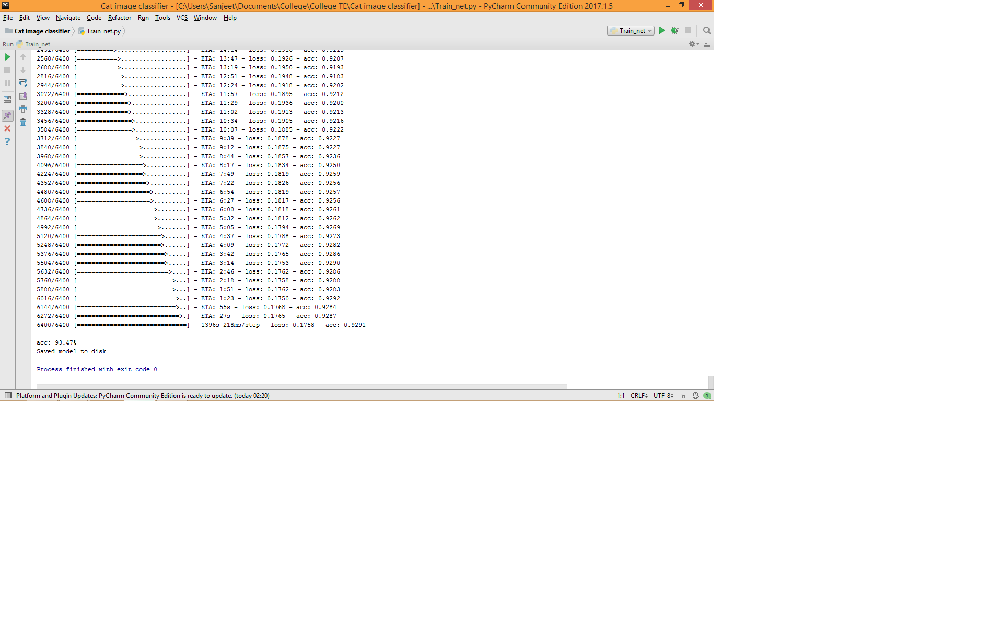 PC Cat image classifier - [C:\Users\Sanjeet\Documents\College\College TE\Cat image classifier] - ...\Train_net.py - PyCharm Community Edition 2017.1.5
File Edit View Navigate Code Refactor Run Tools VCS Window Help
Cat image classifier Train_net.py Train_net
Run Train_net
2560/6400 [===========>..................] - ETA: 13:47 - loss: 0.1926 - acc: 0.9207
2688/6400 [===========>..................] - ETA: 13:19 - loss: 0.1950 - acc: 0.9193
2816/6400 [============>.................] - ETA: 12:51 - loss: 0.1948 - acc: 0.9183
2944/6400 [============>.................] - ETA: 12:24 - loss: 0.1918 - acc: 0.9202
3072/6400 [=============>................] - ETA: 11:57 - loss: 0.1895 - acc: 0.9212
3200/6400 [==============>...............] - ETA: 11:29 - loss: 0.1936 - acc: 0.9200
3328/6400 [==============>...............] - ETA: 11:02 - loss: 0.1913 - acc: 0.9213
3456/6400 [===============>..............] - ETA: 10:34 - loss: 0.1905 - acc: 0.9216
3584/6400 [===============>..............] - ETA: 10:07 - loss: 0.1885 - acc: 0.9222
3712/6400 [================>.............] - ETA: 9:39 - loss: 0.1878 - acc: 0.9227
3840/6400 [=================>............] - ETA: 9:12 - loss: 0.1875 - acc: 0.9227
3968/6400 [=================>............] - ETA: 8:44 - loss: 0.1857 - acc: 0.9236
4096/6400 [==================>...........] - ETA: 8:17 - loss: 0.1834 - acc: 0.9250
4224/6400 [==================>...........] - ETA: 7:49 - loss: 0.1819 - acc: 0.9259
4352/6400 [===================>..........] - ETA: 7:22 - loss: 0.1826 - acc: 0.9256
4480/6400 [====================>.........] - ETA: 6:54 - loss: 0.1819 - acc: 0.9257
4608/6400 [====================>.........] - ETA: 6:27 - loss: 0.1817 - acc: 0.9256
4736/6400 [=====================>........] - ETA: 6:00 - loss: 0.1818 - acc: 0.9261
4864/6400 [=====================>........] - ETA: 5:32 - loss: 0.1812 - acc: 0.9262
4992/6400 [======================>.......] - ETA: 5:05 - loss: 0.1794 - acc: 0.9269
5120/6400 [=======================>......] - ETA: 4:37 - loss: 0.1788 - acc: 0.9273
5248/6400 [=======================>......] - ETA: 4:09 - loss: 0.1772 - acc: 0.9282
5376/6400 [========================>.....] - ETA: 3:42 - loss: 0.1765 - acc: 0.9286
5504/6400 [========================>.....] - ETA: 3:14 - loss: 0.1753 - acc: 0.9290
5632/6400 [=========================>....] - ETA: 2:46 - loss: 0.1762 - acc: 0.9286
5760/6400 [==========================>...] - ETA: 2:18 - loss: 0.1758 - acc: 0.9288
5888/6400 [==========================>...] - ETA: 1:51 - loss: 0.1762 - acc: 0.9283
6016/6400 [===========================>..] - ETA: 1:23 - loss: 0.1750 - acc: 0.9292
6144/6400 [===========================>..] - ETA: 55s - loss: 0.1768 - acc: 0.9284
6272/6400 [============================>.] - ETA: 27s - loss: 0.1765 - acc: 0.9287
6400/6400 [==============================] - 1396s 218ms/step - loss: 0.1758 - acc: 0.9291
acc: 93.47%
Saved model to disk
Process finished with exit code 0
Platform and Plugin Updates: PyCharm Community Edition is ready to update. (today 02:20) 1:1 CRLF UTF-8 1